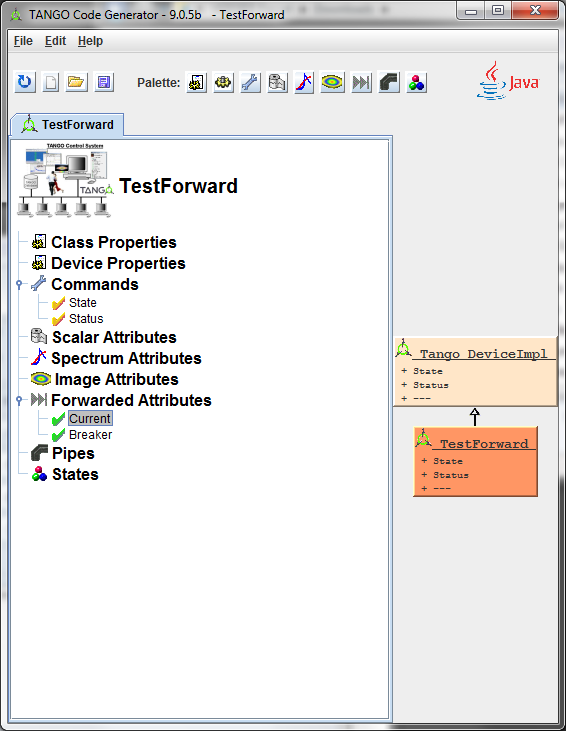 TANGO Code Generator - 9.0.5b - TestForward
File Edit Help
Palette:
Java
TestForward
TANGO Control System
TANGO
TestForward
Class Properties
Device Properties
Commands
State
Status
Scalar Attributes
Spectrum Attributes
Image Attributes
Forwarded Attributes
Current
Breaker
Pipes
States
Tango DeviceImpl
+ State
+ Status
+ ---
TestForward
+ State
+ Status
+ ---